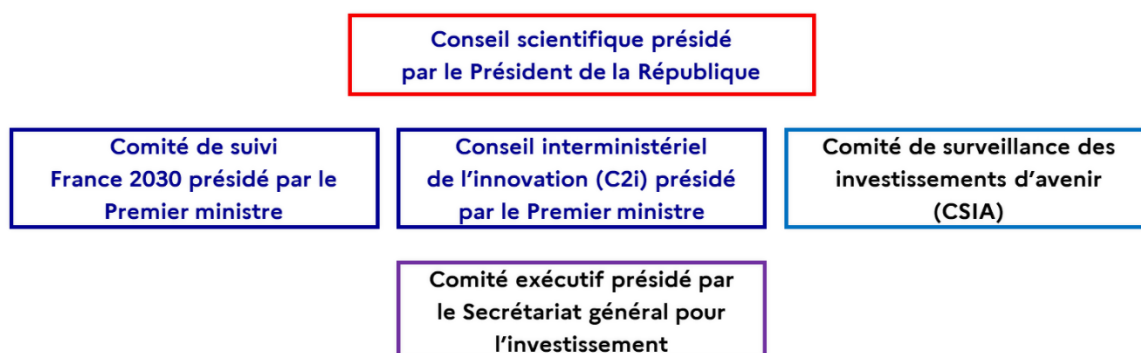 Conseil scientifique présidé
par le Président de la République
Comité de suivi
France 2030 présidé par le
Premier ministre
Conseil interministériel
de l’innovation (C2i) présidé
par le Premier ministre
Comité de surveillance des
investissements d’avenir
(CSIA)
Comité exécutif présidé par
le Secrétariat général pour
l’investissement